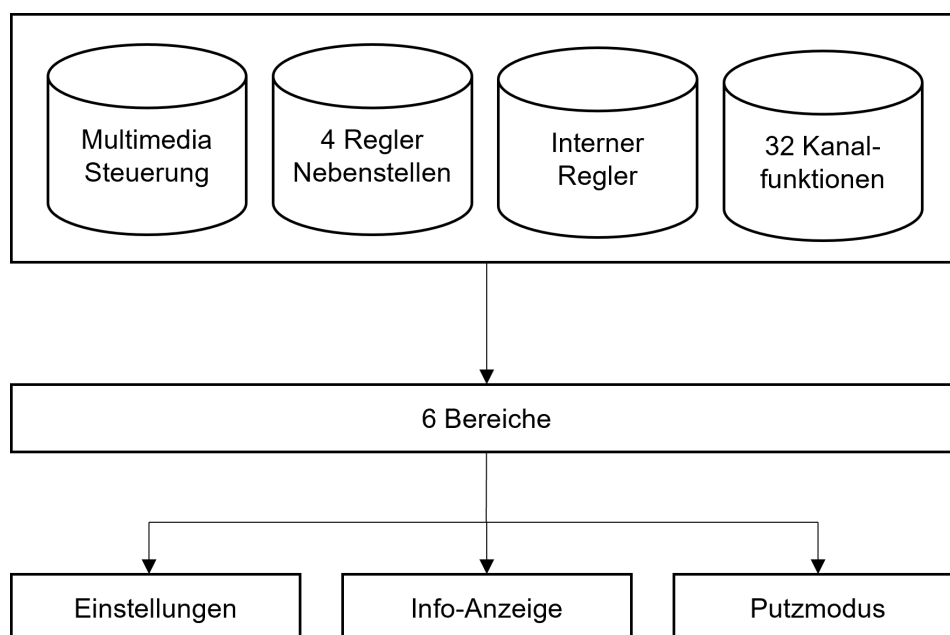 Multimedia
Steuerung
4 Regler
Nebenstellen
Interner
Regler
32 Kanal-
funktionen
6 Bereiche
Einstellungen
Info-Anzeige
Putzmodus